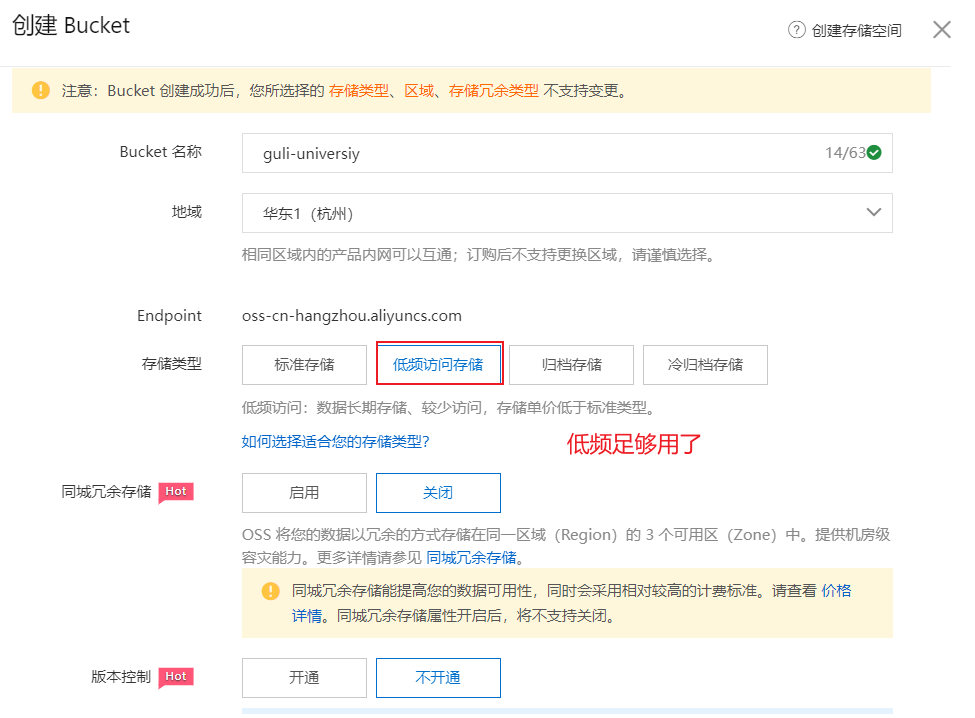 创建 Bucket
创建存储空间
注意：Bucket 创建成功后，您所选择的 存储类型、区域、存储冗余类型 不支持变更。
Bucket 名称
guli-universiy
14/63
地域
华东1（杭州）
相同区域内的产品内网可以互通；订购后不支持更换区域，请谨慎选择。
Endpoint
oss-cn-hangzhou.aliyuncs.com
存储类型
标准存储
低频访问存储
归档存储
冷归档存储
低频访问：数据长期存储、较少访问，存储单价低于标准类型。
如何选择适合您的存储类型？
低频足够用了
同城冗余存储
Hot
启用
关闭
OSS 将您的数据以冗余的方式存储在同一区域（Region）的 3 个可用区（Zone）中。提供机房级
容灾能力。更多详情请参见 同城冗余存储。
同城冗余存储能提高您的数据可用性，同时会采用相对较高的计费标准。请查看 价格
详情。同城冗余存储属性开启后，将不支持关闭。
版本控制
Hot
开通
不开通